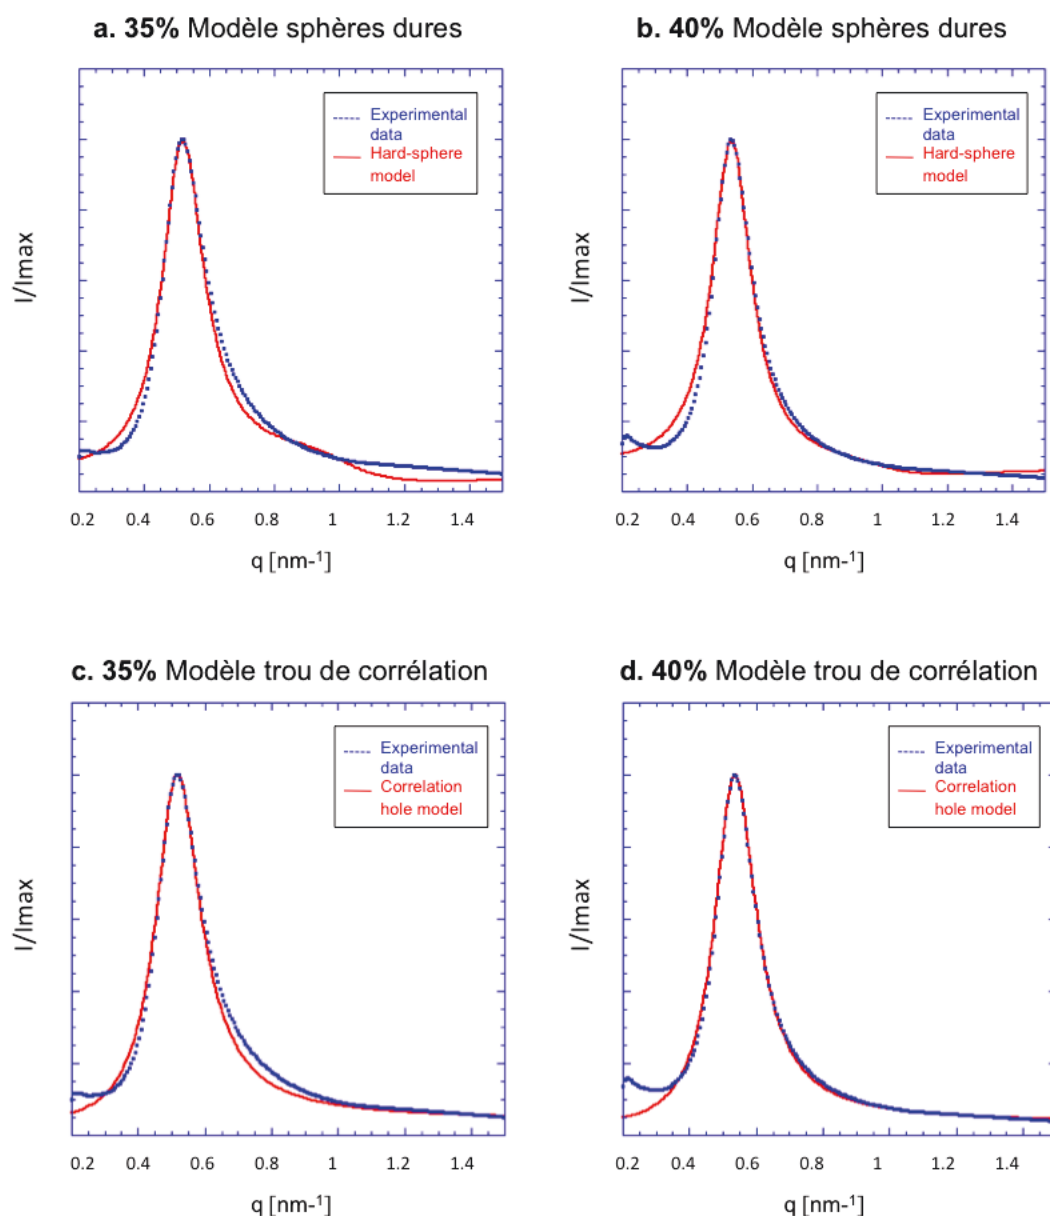 a. 35% Modèle sphères dures
I/Imax
Experimental
data
Hard-sphere
model
0.2 0.4 0.6 0.8 1 1.2 1.4
q [nm-1]
b. 40% Modèle sphères dures
I/Imax
Experimental
data
Hard-sphere
model
0.2 0.4 0.6 0.8 1 1.2 1.4
q [nm-1]
c. 35% Modèle trou de corrélation
I/Imax
Experimental
data
Correlation
hole model
0.2 0.4 0.6 0.8 1 1.2 1.4
q [nm-1]
d. 40% Modèle trou de corrélation
I/Imax
Experimental
data
Correlation
hole model
0.2 0.4 0.6 0.8 1 1.2 1.4
q [nm-1]